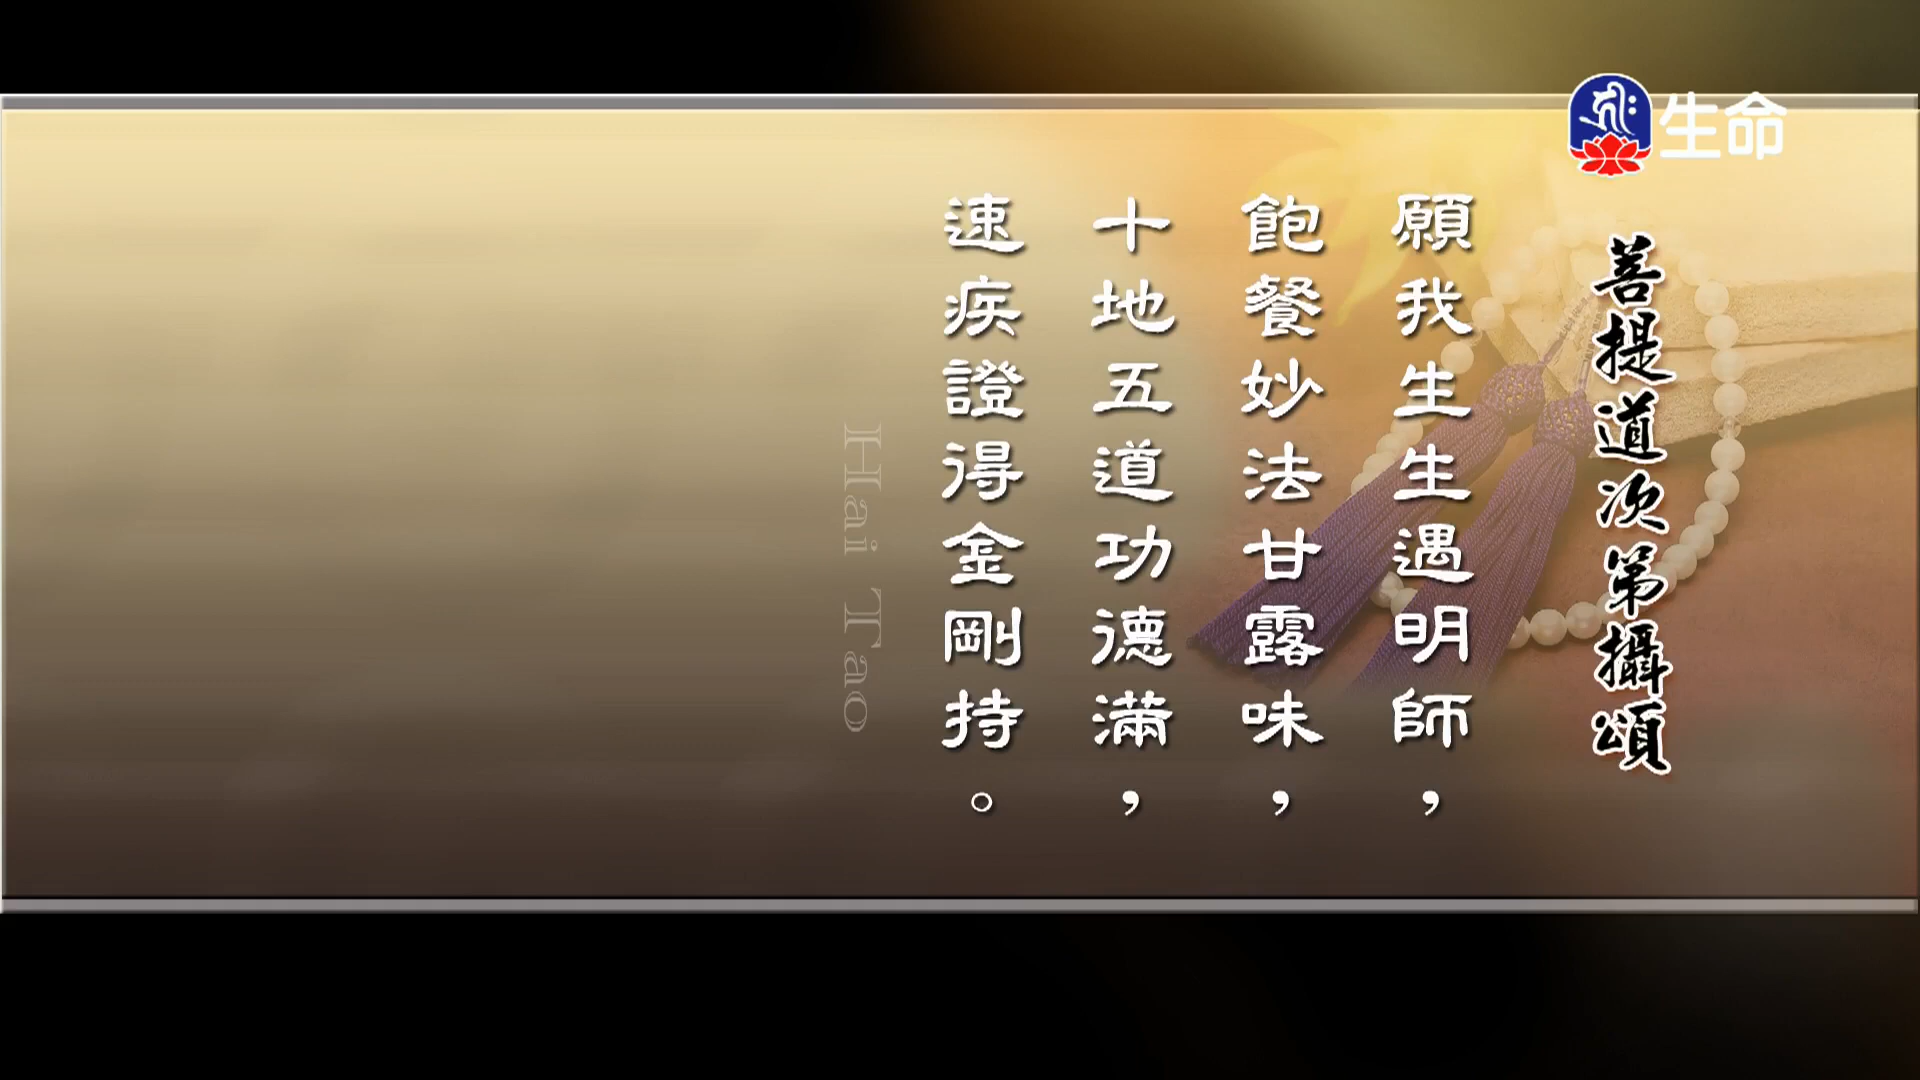 生命
菩提道次第攝頌
願我生生遇明師，
飽餐妙法甘露味，
十地五道功德滿，
速疾證得金剛持。
Hai Tao